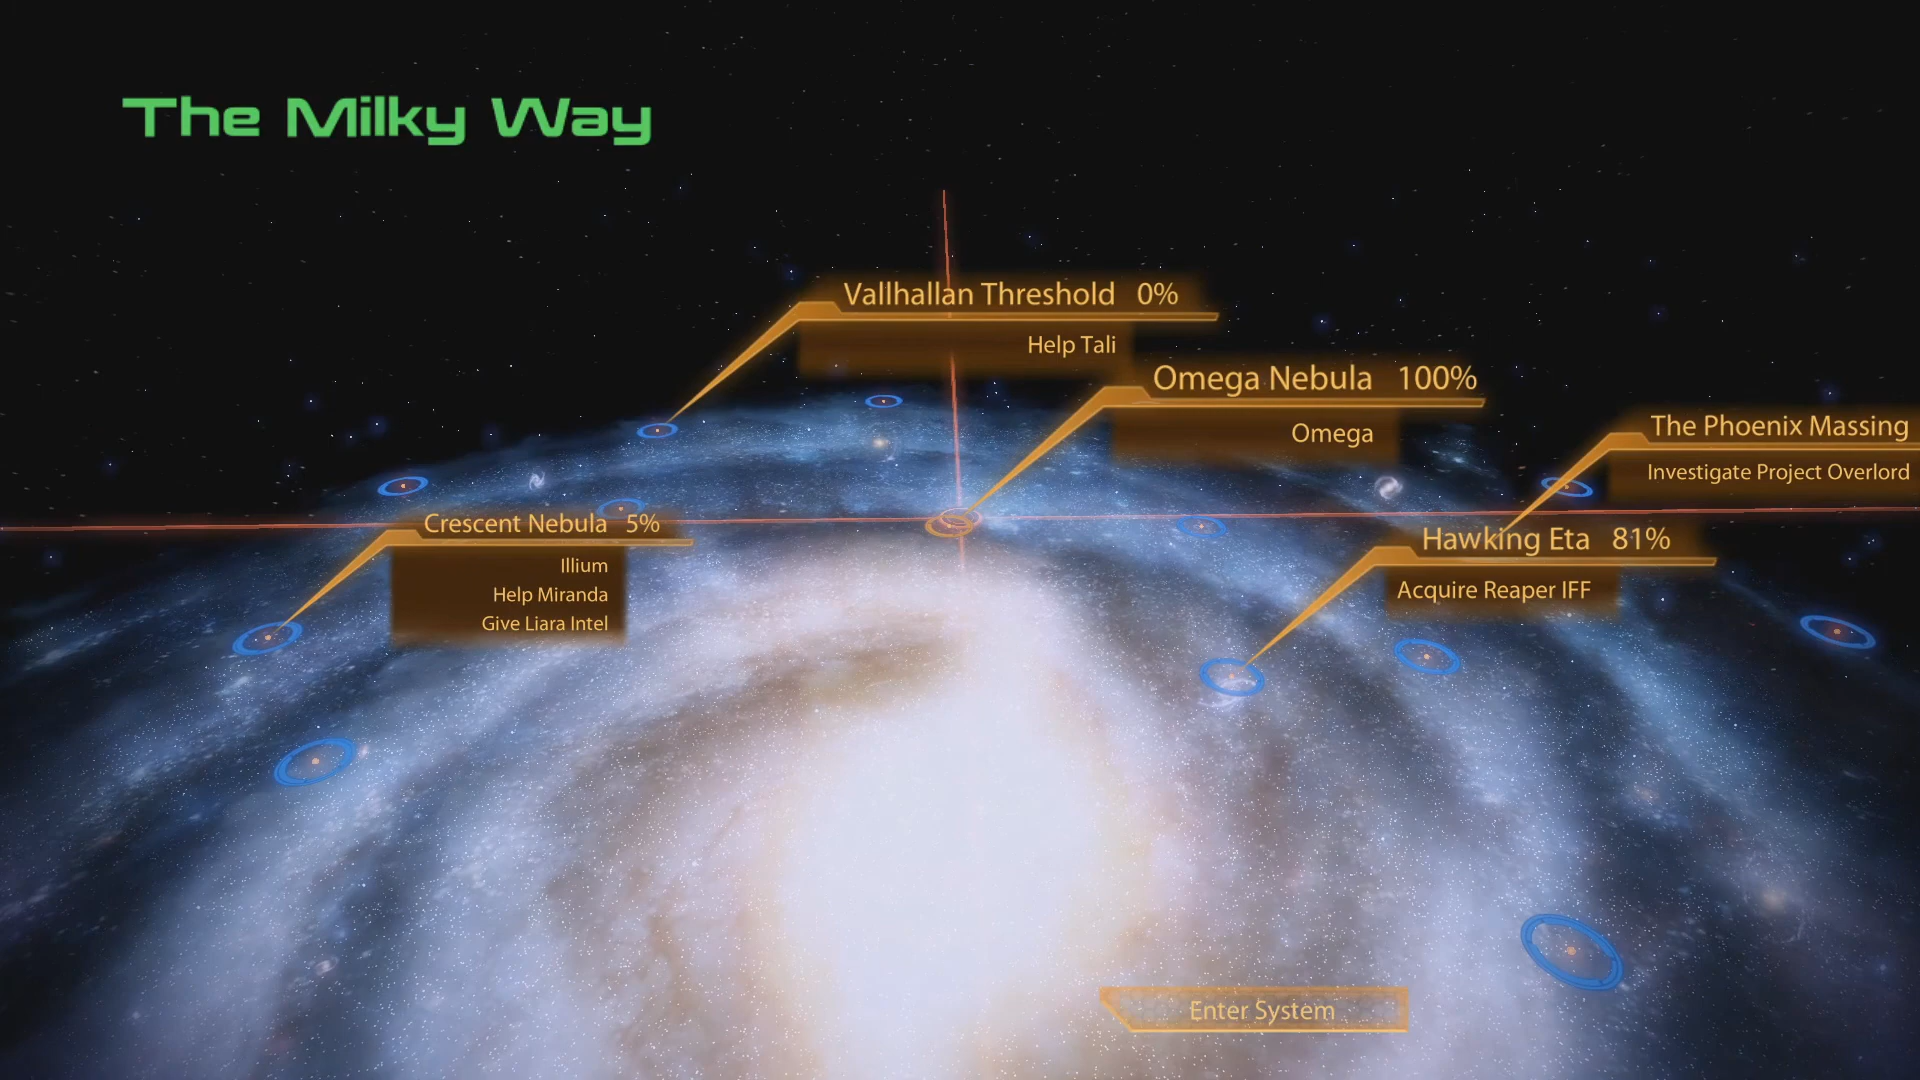 The Milky Way
Vallhallan Threshold 0%
Help Tali
Omega Nebula 100%
Omega
The Phoenix Massing
Investigate Project Overlord
Crescent Nebula 5%
Illium
Help Miranda
Give Liara Intel
Hawking Eta 81%
Acquire Reaper IFF
Enter System